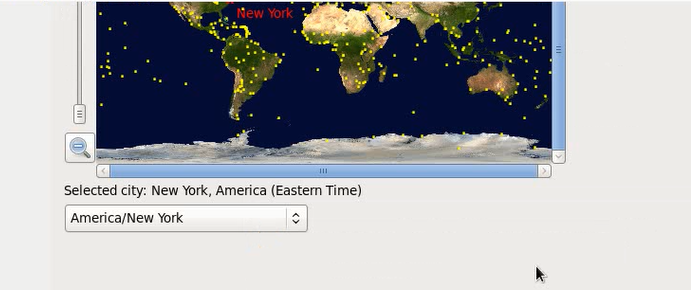 New York
Selected city: New York, America (Eastern Time)
America/New York